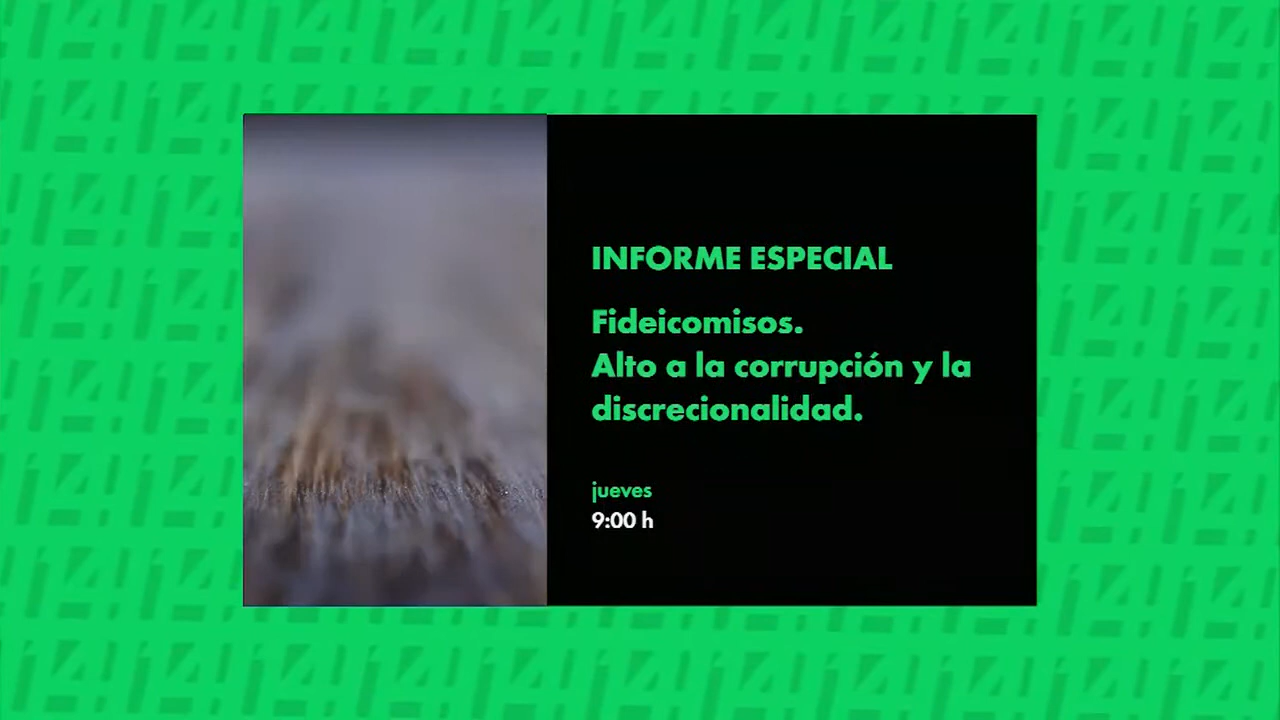 INFORME ESPECIAL
Fideicomisos.
Alto a la corrupción y la
discrecionalidad.
jueves
9:00 h